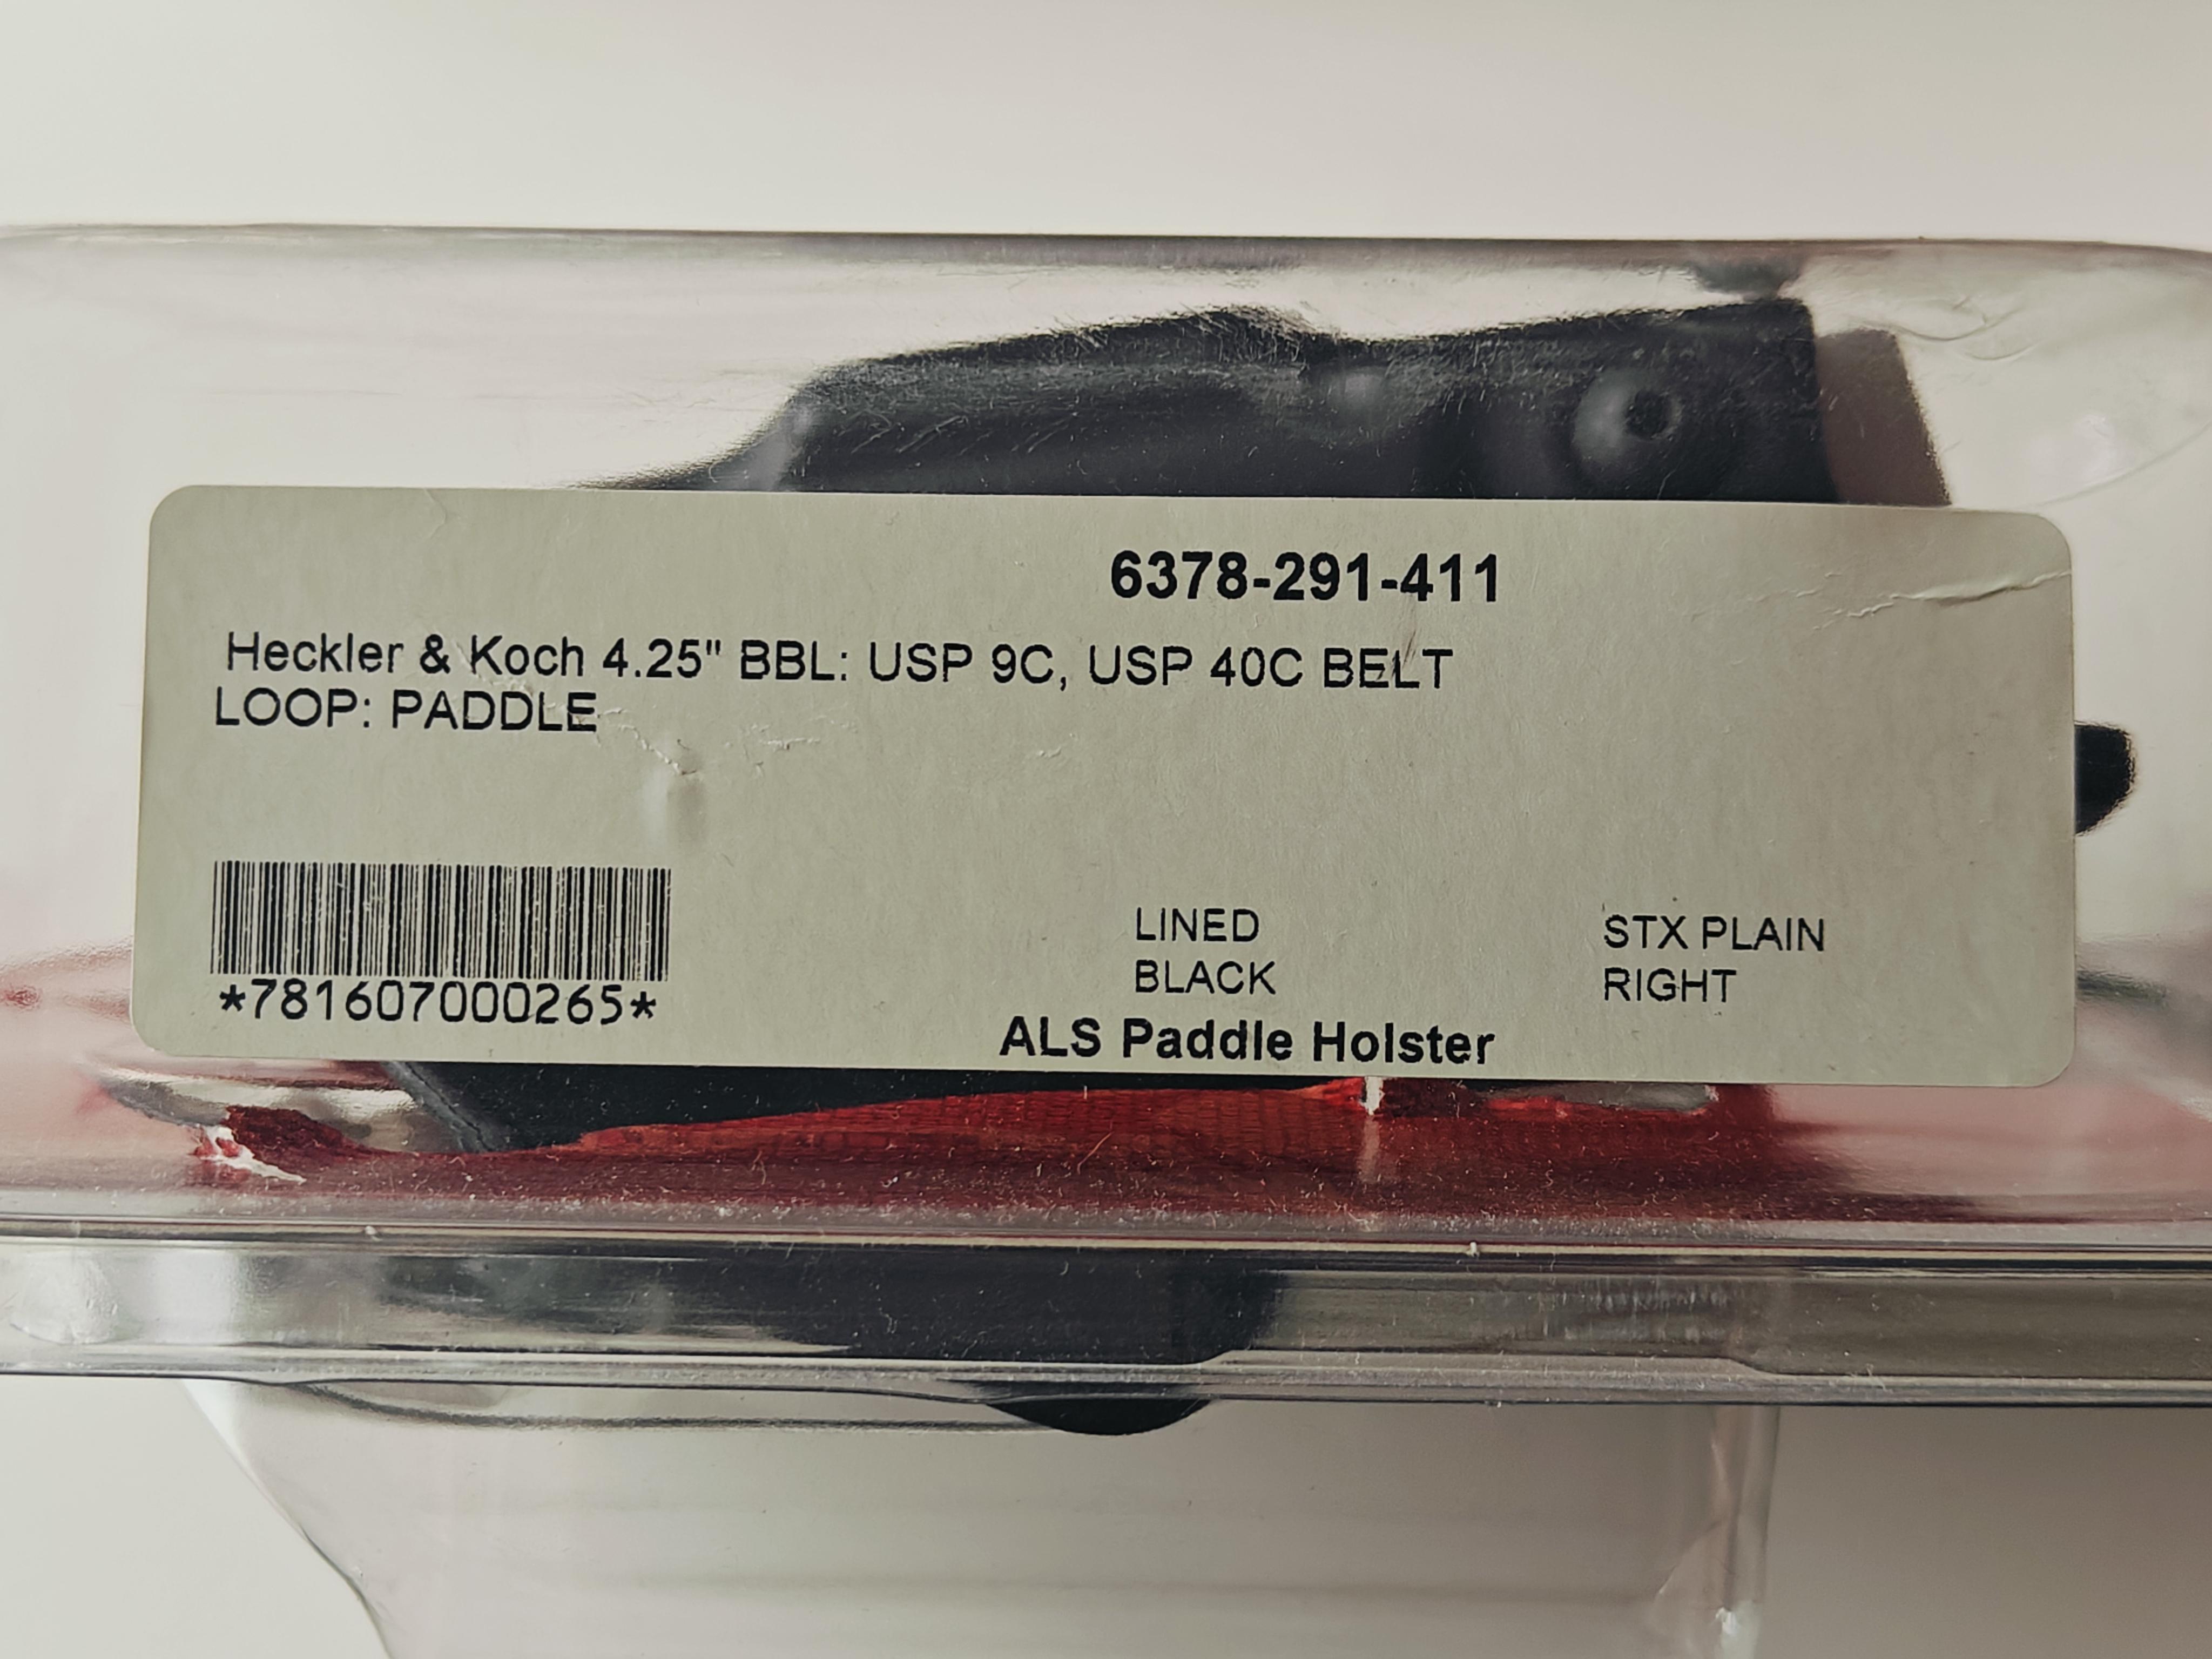 6378-291-411
Heckler & Koch 4.25" BBL: USP 9C, USP 40C BELT
LOOP: PADDLE
LINED
STX PLAIN
BLACK
RIGHT
*781607000265*
ALS Paddle Holster